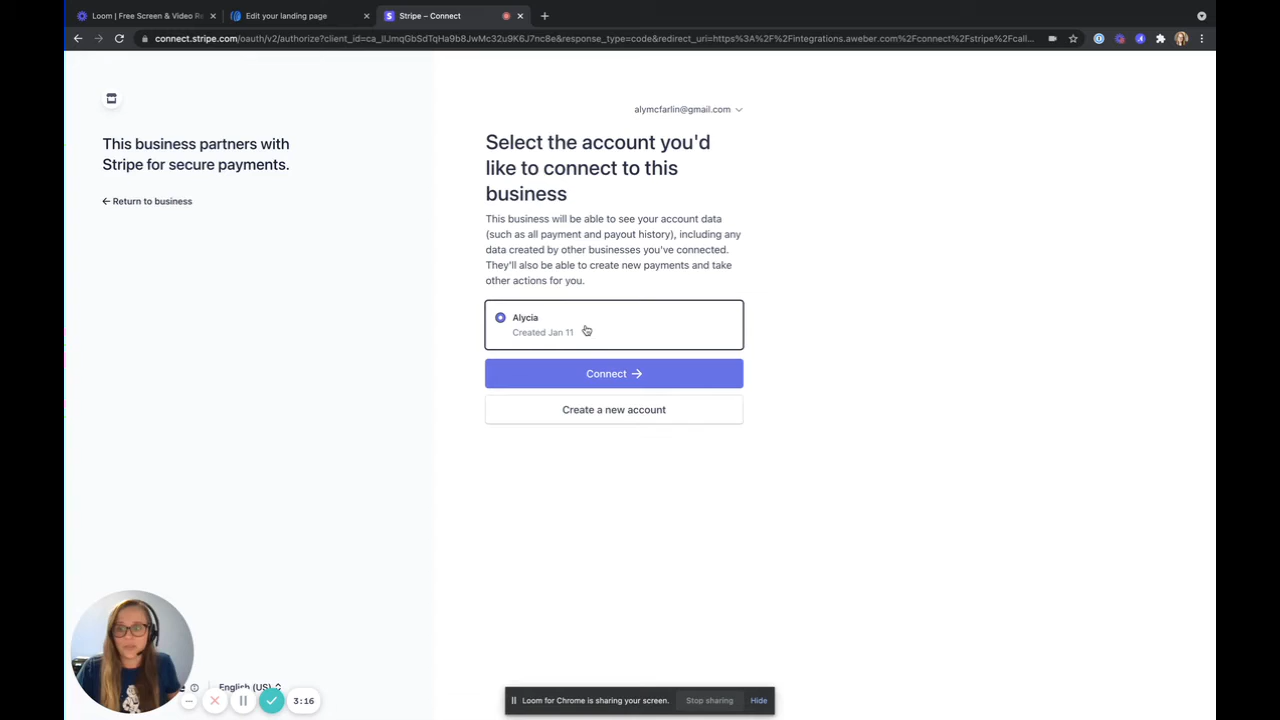 Loom | Free Screen & Video Re
Edit your landing page
Stripe – Connect
connect.stripe.com/oauth/v2/authorize?client_id=ca_IlJmqGbSdTqHa9b8JwMc32u9K6J7nc8e&response_type=code&redirect_uri=https%3A%2F%2Fintegrations.aweber.com%2Fconnect%2Fstripe%2Fcall...
This business partners with
Stripe for secure payments.
← Return to business
alymcfarlin@gmail.com
Select the account you'd
like to connect to this
business
This business will be able to see your account data
(such as all payment and payout history), including any
data created by other businesses you've connected.
They'll also be able to create new payments and take
other actions for you.
Alycia
Created Jan 11
Connect →
Create a new account
English (US)
3:16
Loom for Chrome is sharing your screen.
Stop sharing
Hide